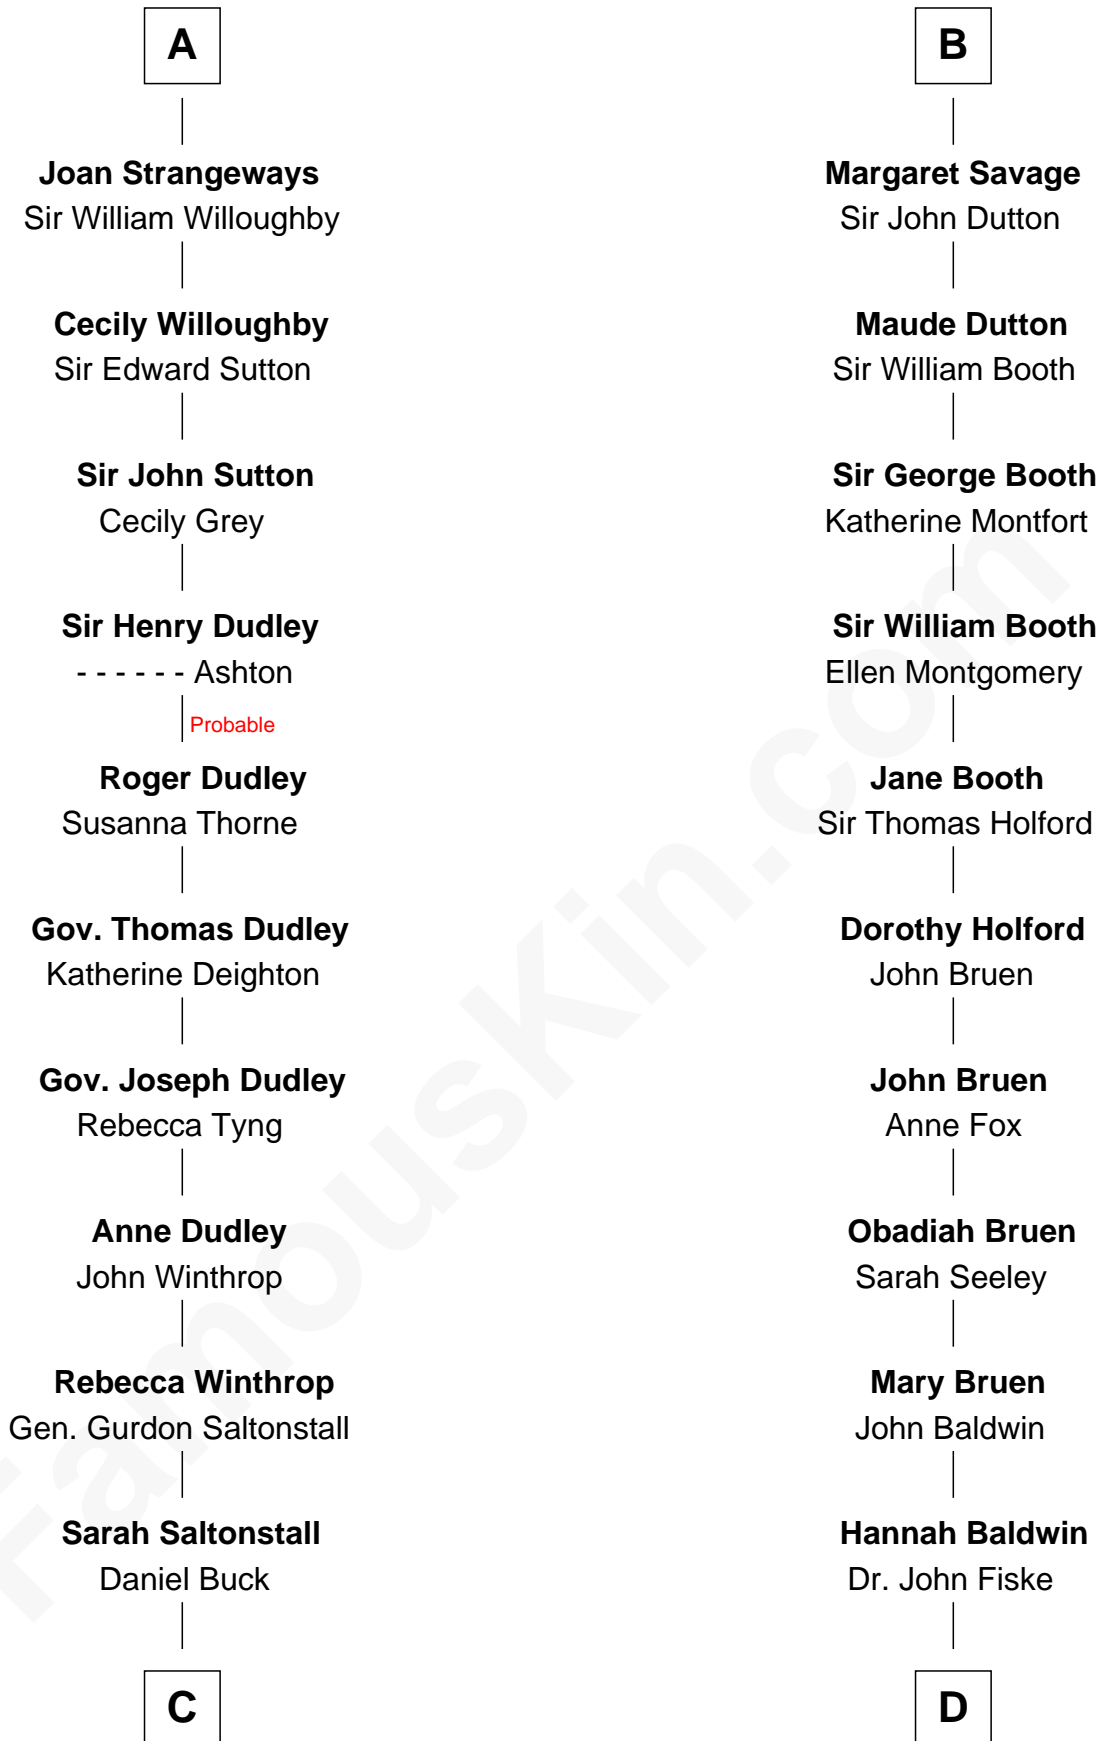 A
Joan Strangeways
Sir William Willoughby
Cecily Willoughby
Sir Edward Sutton
Sir John Sutton
Cecily Grey
Sir Henry Dudley
- - - - - - Ashton
Probable
Roger Dudley
Susanna Thorne
Gov. Thomas Dudley
Katherine Deighton
Gov. Joseph Dudley
Rebecca Tyng
Anne Dudley
John Winthrop
Rebecca Winthrop
Gen. Gurdon Saltonstall
Sarah Saltonstall
Daniel Buck
C
B
Margaret Savage
Sir John Dutton
Maude Dutton
Sir William Booth
Sir George Booth
Katherine Montfort
Sir William Booth
Ellen Montgomery
Jane Booth
Sir Thomas Holford
Dorothy Holford
John Bruen
John Bruen
Anne Fox
Obadiah Bruen
Sarah Seeley
Mary Bruen
John Baldwin
Hannah Baldwin
Dr. John Fiske
D
FamousKin.com